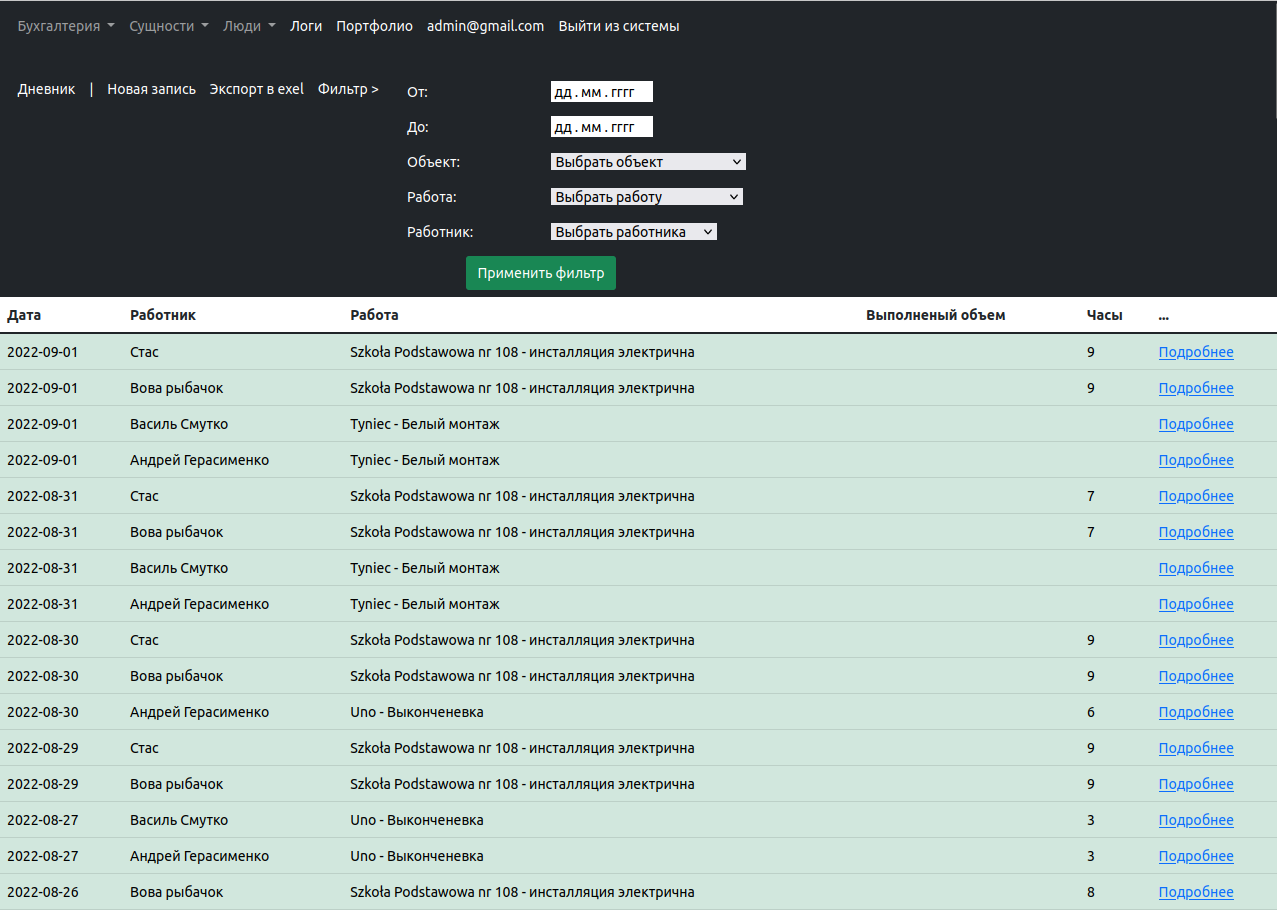 Бухгалтерия Сущности Люди Логи Портфолио admin@gmail.com Выйти из системы
Дневник | Новая запись Экспорт в exel Фильтр >
От: дд.мм.гггг
До: дд.мм.гггг
Объект: Выбрать объект
Работа: Выбрать работу
Работник: Выбрать работника
Применить фильтр
Дата Работник Работа Выполненый объем Часы ...
2022-09-01 Стас Szkoła Podstawowa nr 108 - инсталляция электрична 9 Подробнее
2022-09-01 Вова рыбачок Szkoła Podstawowa nr 108 - инсталляция электрична 9 Подробнее
2022-09-01 Василь Смутко Tyniec - Белый монтаж Подробнее
2022-09-01 Андрей Герасименко Tyniec - Белый монтаж Подробнее
2022-08-31 Стас Szkoła Podstawowa nr 108 - инсталляция электрична 7 Подробнее
2022-08-31 Вова рыбачок Szkoła Podstawowa nr 108 - инсталляция электрична 7 Подробнее
2022-08-31 Василь Смутко Tyniec - Белый монтаж Подробнее
2022-08-31 Андрей Герасименко Tyniec - Белый монтаж Подробнее
2022-08-30 Стас Szkoła Podstawowa nr 108 - инсталляция электрична 9 Подробнее
2022-08-30 Вова рыбачок Szkoła Podstawowa nr 108 - инсталляция электрична 9 Подробнее
2022-08-30 Андрей Герасименко Uno - Выконченевка 6 Подробнее
2022-08-29 Стас Szkoła Podstawowa nr 108 - инсталляция электрична 9 Подробнее
2022-08-29 Вова рыбачок Szkoła Podstawowa nr 108 - инсталляция электрична 9 Подробнее
2022-08-27 Василь Смутко Uno - Выконченевка 3 Подробнее
2022-08-27 Андрей Герасименко Uno - Выконченевка 3 Подробнее
2022-08-26 Вова рыбачок Szkoła Podstawowa nr 108 - инсталляция электрична 8 Подробнее